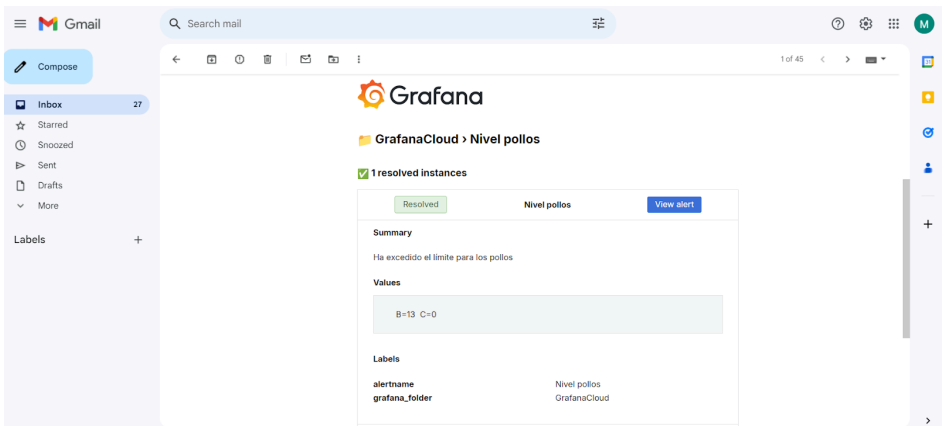 Gmail
Search mail
M
Compose
1 of 45
Inbox 27
Starred
Snoozed
Sent
Drafts
More
Labels
Grafana
GrafanaCloud › Nivel pollos
1 resolved instances
Resolved Nivel pollos View alert
Summary
Ha excedido el límite para los pollos
Values
B=13 C=0
Labels
alertname Nivel pollos
grafana_folder GrafanaCloud